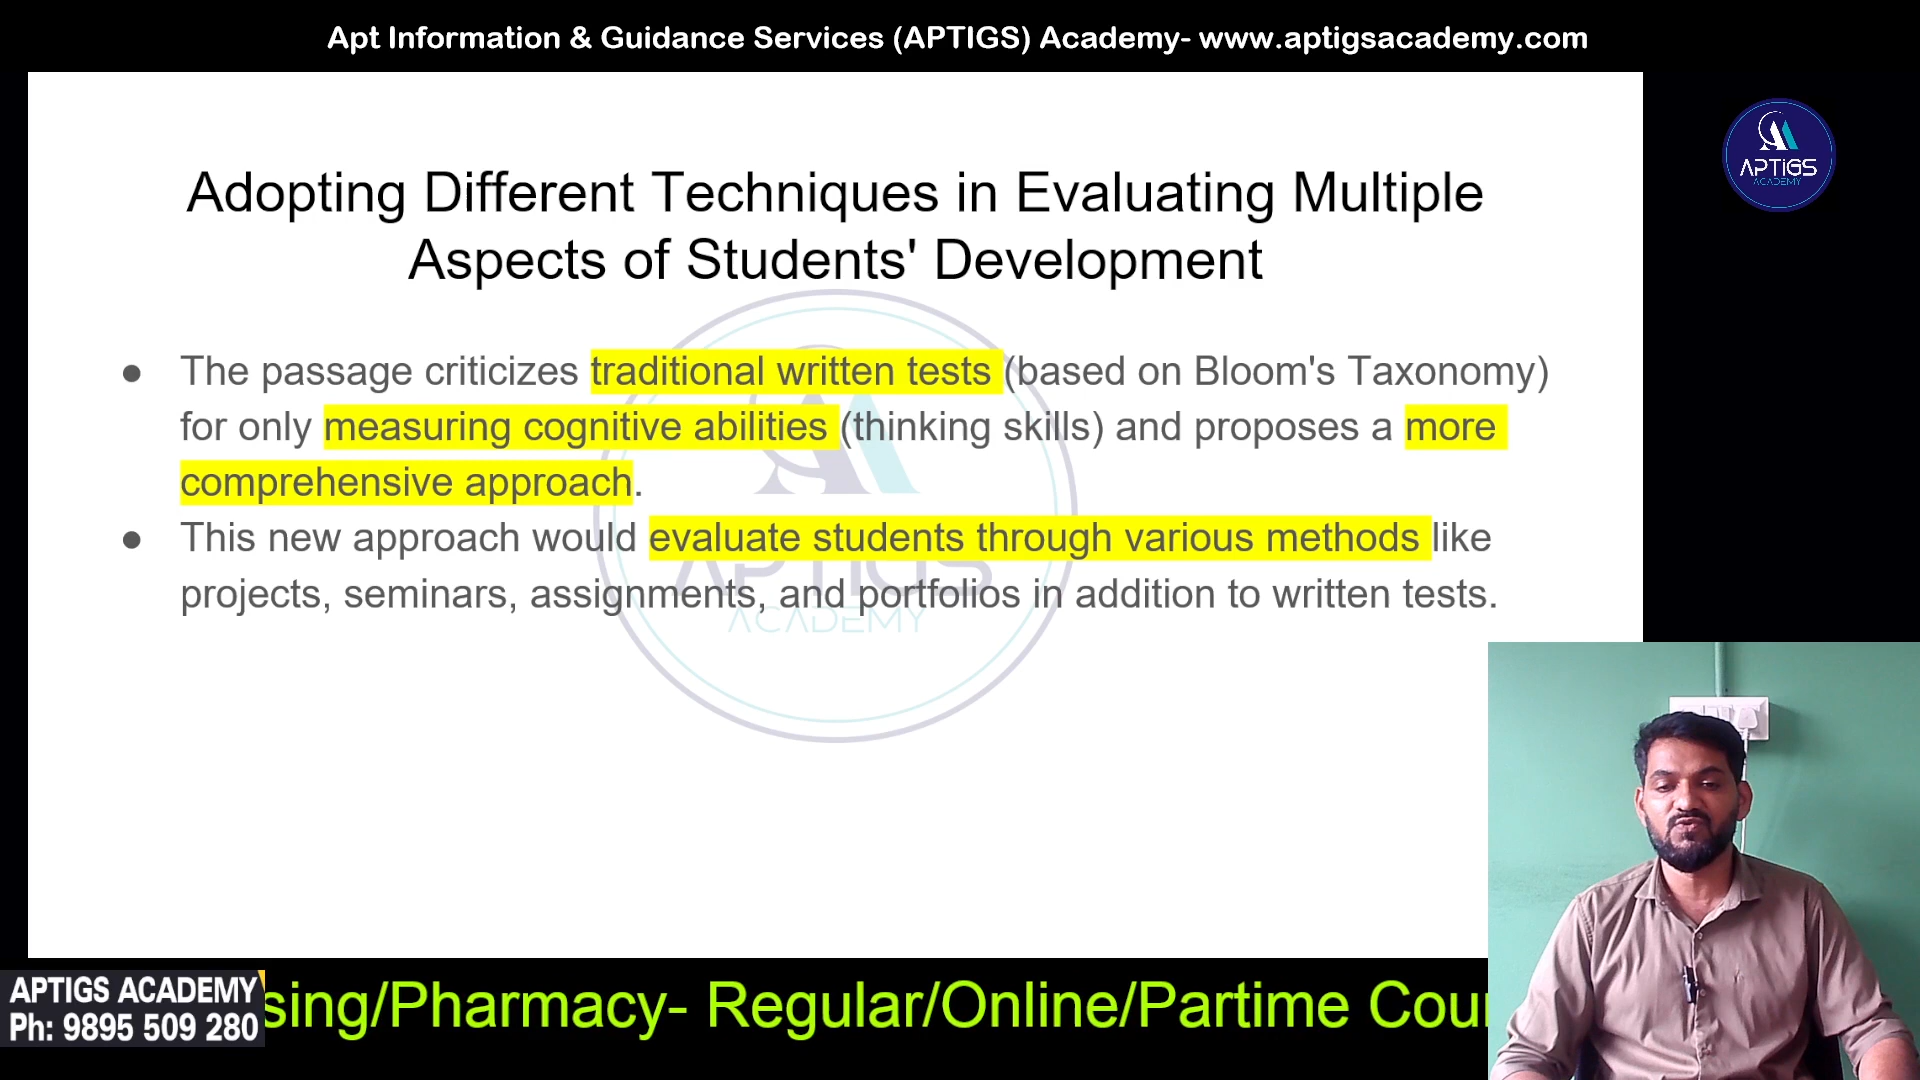 Apt Information & Guidance Services (APTIGS) Academy- www.aptigsacademy.com
APTiGS
ACADEMY
Adopting Different Techniques in Evaluating Multiple
Aspects of Students' Development
● The passage criticizes traditional written tests (based on Bloom's Taxonomy)
for only measuring cognitive abilities (thinking skills) and proposes a more
comprehensive approach.
● This new approach would evaluate students through various methods like
projects, seminars, assignments, and portfolios in addition to written tests.
APTIGS
ACADEMY
APTIGS ACADEMY
Ph: 9895 509 280
sing/Pharmacy- Regular/Online/Partime Cour